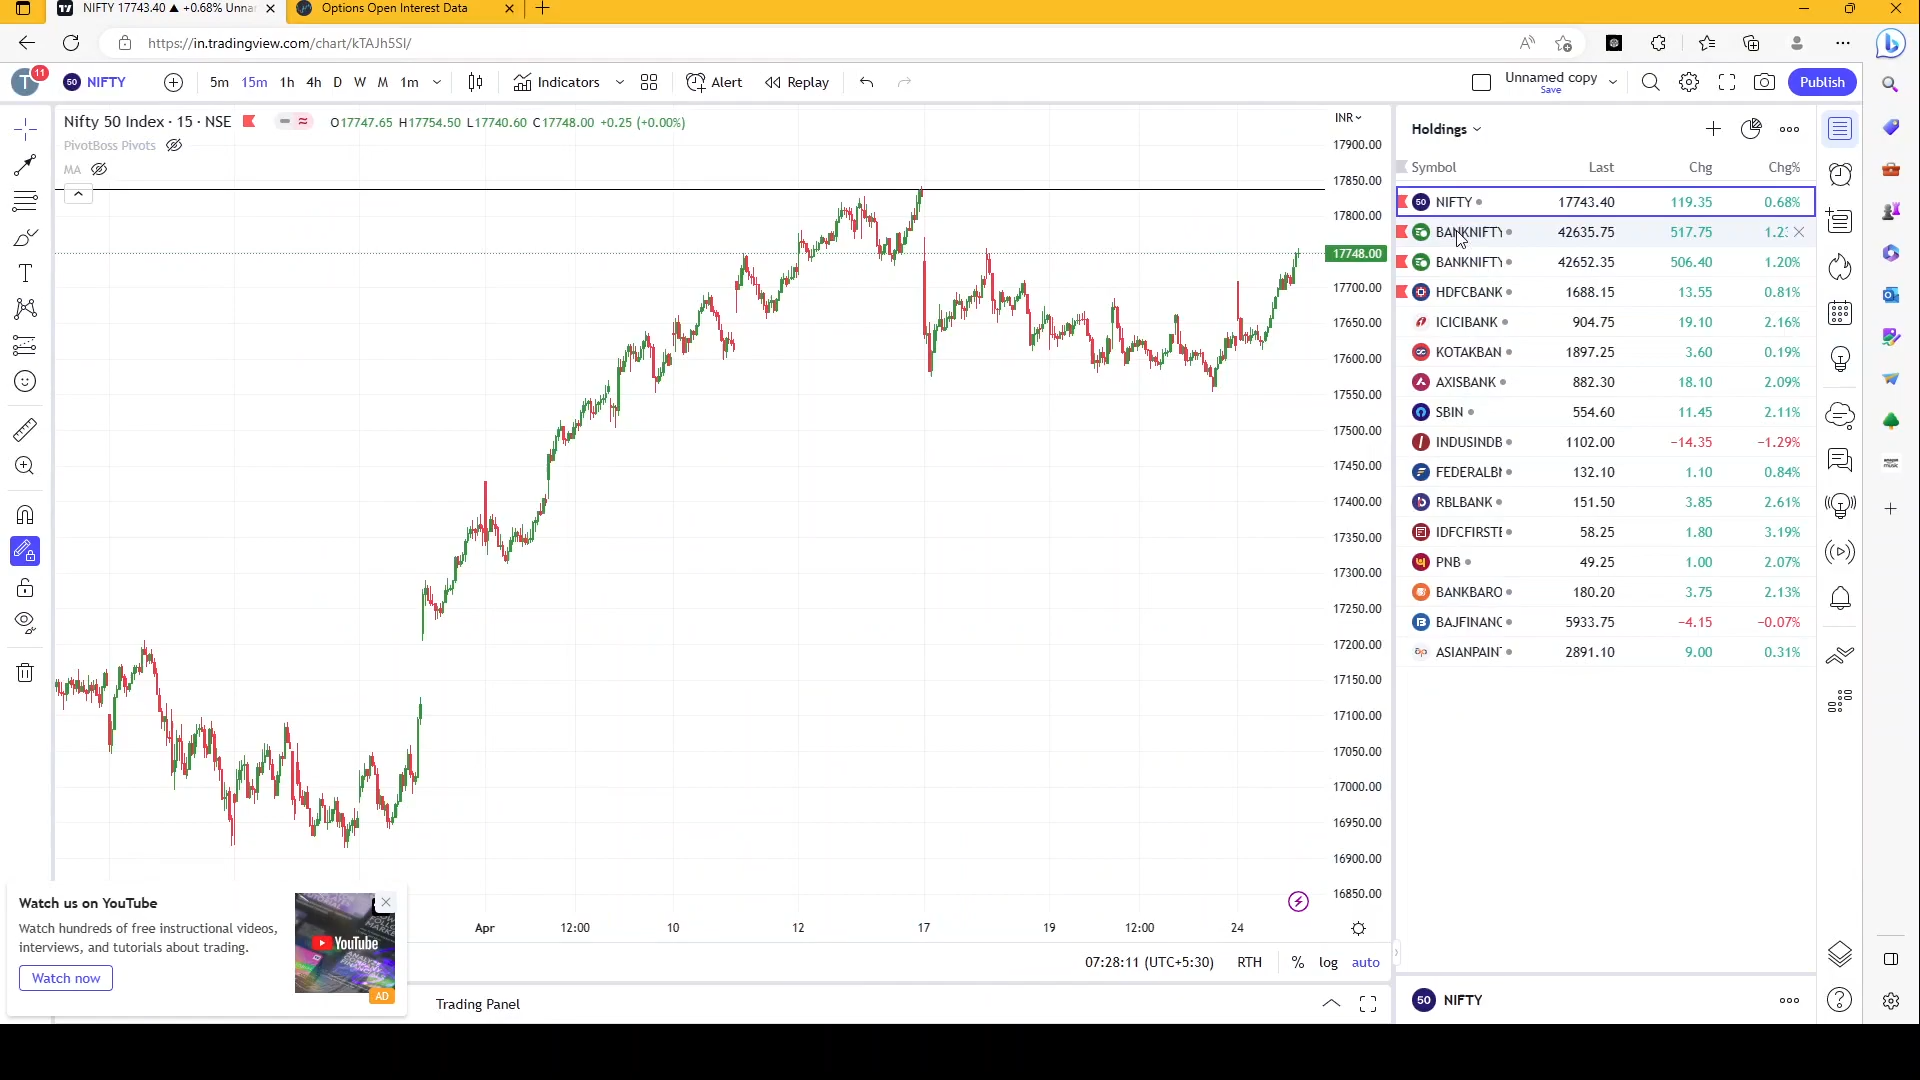 NIFTY 17743.40 ▲ +0.68% Unna
Options Open Interest Data
https://in.tradingview.com/chart/kTAJh5SI/
T 11
50 NIFTY
5m 15m 1h 4h D W M 1m
Indicators
Alert
Replay
Unnamed copy
Save
Publish
Nifty 50 Index · 15 · NSE
O17747.65 H17754.50 L17740.60 C17748.00 +0.25 (+0.00%)
PivotBoss Pivots
MA
INR
17900.00
17850.00
17800.00
17748.00
17700.00
17650.00
17600.00
17550.00
17500.00
17450.00
17400.00
17350.00
17300.00
17250.00
17200.00
17150.00
17100.00
17050.00
17000.00
16950.00
16900.00
16850.00
Apr 12:00 10 12 17 19 12:00 24
07:28:11 (UTC+5:30) RTH % log auto
Trading Panel
Watch us on YouTube
Watch hundreds of free instructional videos,
interviews, and tutorials about trading.
Watch now
YouTube
AD
Holdings
Symbol Last Chg Chg%
50 NIFTY 17743.40 119.35 0.68%
BANKNIFTY 42635.75 517.75 1.23
BANKNIFTY 42652.35 506.40 1.20%
HDFCBANK 1688.15 13.55 0.81%
ICICIBANK 904.75 19.10 2.16%
KOTAKBAN 1897.25 3.60 0.19%
AXISBANK 882.30 18.10 2.09%
SBIN 554.60 11.45 2.11%
INDUSINDB 1102.00 −14.35 −1.29%
FEDERALBN 132.10 1.10 0.84%
RBLBANK 151.50 3.85 2.61%
IDFCFIRSTB 58.25 1.80 3.19%
PNB 49.25 1.00 2.07%
BANKBARO 180.20 3.75 2.13%
BAJFINANC 5933.75 −4.15 −0.07%
ASIANPAINT 2891.10 9.00 0.31%
50 NIFTY